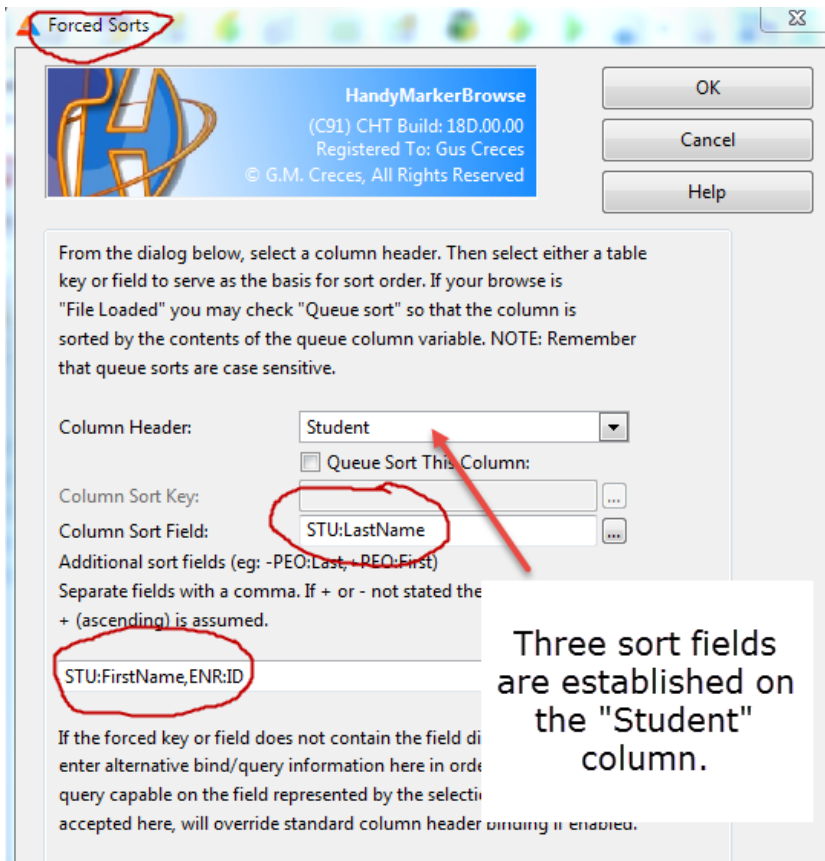 Forced Sorts
HandyMarkerBrowse
(C91) CHT Build: 18D.00.00
Registered To: Gus Creces
© G.M. Creces, All Rights Reserved
OK
Cancel
Help
From the dialog below, select a column header. Then select either a table
key or field to serve as the basis for sort order. If your browse is
"File Loaded" you may check "Queue sort" so that the column is
sorted by the contents of the queue column variable. NOTE: Remember
that queue sorts are case sensitive.
Column Header: Student
Queue Sort This Column:
Column Sort Key: ...
Column Sort Field: STU:LastName ...
Additional sort fields (eg: -PEO:Last,+PEO:First)
Separate fields with a comma. If + or - not stated the
+ (ascending) is assumed.
STU:FirstName,ENR:ID
Three sort fields
are established on
the "Student"
column.
If the forced key or field does not contain the field di
enter alternative bind/query information here in orde
query capable on the field represented by the selecti
accepted here, will override standard column header binding if enabled.